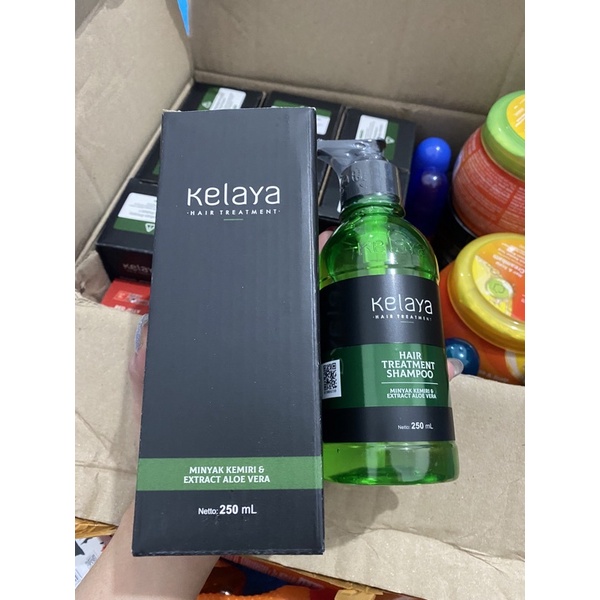 Kelaya
·HAIR TREATMENT·
MINYAK KEMIRI &
EXTRACT ALOE VERA
Netto: 250 mL
Kelaya
·HAIR TREATMENT·
HAIR
TREATMENT
SHAMPOO
MINYAK KEMIRI &
EXTRACT ALOE VERA
Netto: 250 mL